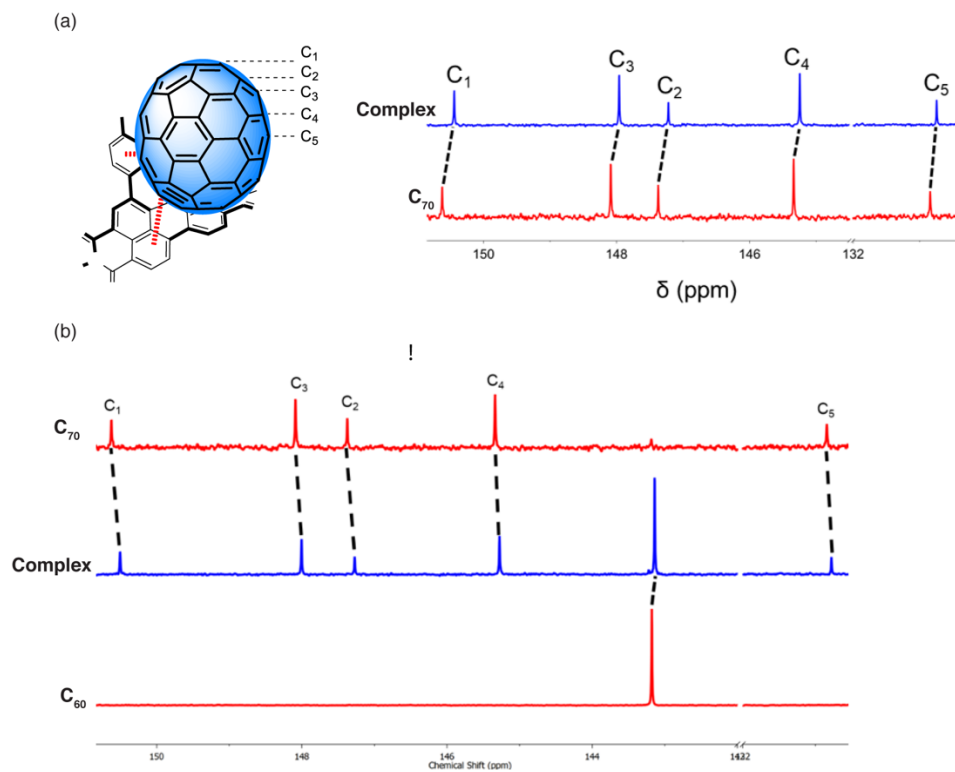 (a)
C₁
C₂
C₃
C₄
C₅
C₁
C₃
C₂
C₄
C₅
Complex
C₇₀
150
148
146
132
δ (ppm)
(b)
!
C₁
C₃
C₂
C₄
C₅
C₇₀
Complex
C₆₀
150
148
146
144
Chemical Shift (ppm)